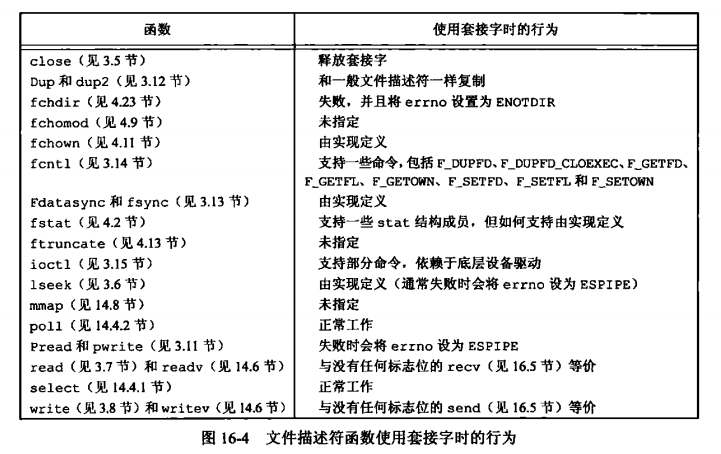 函数 使用套接字时的行为
close（见 3.5 节） 释放套接字
Dup 和 dup2（见 3.12 节） 和一般文件描述符一样复制
fchdir（见 4.23 节） 失败，并且将 errno 设置为 ENOTDIR
fchomod（见 4.9 节） 未指定
fchown（见 4.11 节） 由实现定义
fcntl（见 3.14 节） 支持一些命令，包括 F_DUPFD、F_DUPFD_CLOEXEC、F_GETFD、
F_GETFL、F_GETOWN、F_SETFD、F_SETFL 和 F_SETOWN
Fdatasync 和 fsync（见 3.13 节） 由实现定义
fstat（见 4.2 节） 支持一些 stat 结构成员，但如何支持由实现定义
ftruncate（见 4.13 节） 未指定
ioctl（见 3.15 节） 支持部分命令，依赖于底层设备驱动
lseek（见 3.6 节） 由实现定义（通常失败时会将 errno 设为 ESPIPE）
mmap（见 14.8 节） 未指定
poll（见 14.4.2 节） 正常工作
Pread 和 pwrite（见 3.11 节） 失败时会将 errno 设为 ESPIPE
read（见 3.7 节）和 readv（见 14.6 节） 与没有任何标志位的 recv（见 16.5 节）等价
select（见 14.4.1 节） 正常工作
write（见 3.8 节）和 writev（见 14.6 节） 与没有任何标志位的 send（见 16.5 节）等价
图 16-4 文件描述符函数使用套接字时的行为